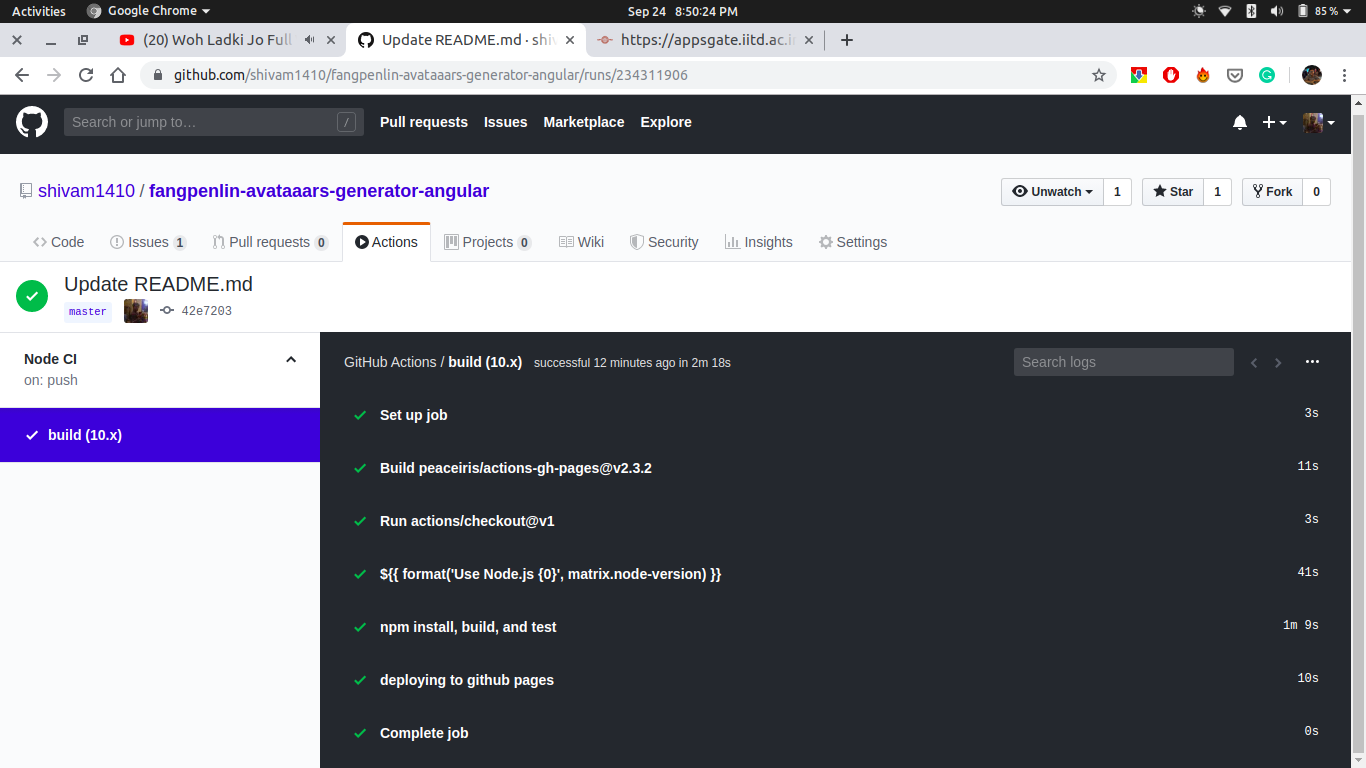 Activities Google Chrome Sep 24 8:50:24 PM 85 %
(20) Woh Ladki Jo Full Update README.md · shiv https://appsgate.iitd.ac.i
github.com/shivam1410/fangpenlin-avataaars-generator-angular/runs/234311906
Search or jump to… / Pull requests Issues Marketplace Explore
shivam1410 / fangpenlin-avataaars-generator-angular Unwatch 1 Star 1 Fork 0
Code Issues 1 Pull requests 0 Actions Projects 0 Wiki Security Insights Settings
Update README.md
master 42e7203
Node CI
on: push
build (10.x)
GitHub Actions / build (10.x) successful 12 minutes ago in 2m 18s Search logs
Set up job 3s
Build peaceiris/actions-gh-pages@v2.3.2 11s
Run actions/checkout@v1 3s
${{ format('Use Node.js {0}', matrix.node-version) }} 41s
npm install, build, and test 1m 9s
deploying to github pages 10s
Complete job 0s